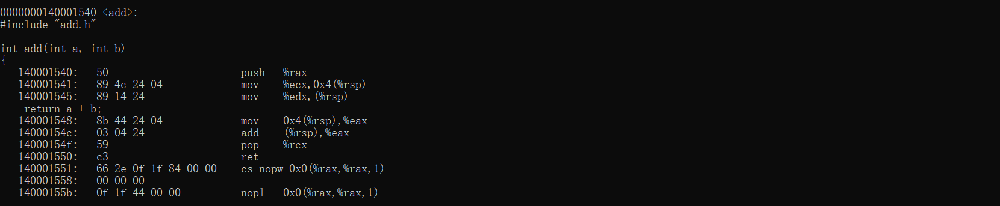 0000000140001540 <add>:
#include "add.h"
int add(int a, int b)
{
140001540: 50 push %rax
140001541: 89 4c 24 04 mov %ecx,0x4(%rsp)
140001545: 89 14 24 mov %edx,(%rsp)
return a + b;
140001548: 8b 44 24 04 mov 0x4(%rsp),%eax
14000154c: 03 04 24 add (%rsp),%eax
14000154f: 59 pop %rcx
140001550: c3 ret
140001551: 66 2e 0f 1f 84 00 00 cs nopw 0x0(%rax,%rax,1)
140001558: 00 00 00
14000155b: 0f 1f 44 00 00 nopl 0x0(%rax,%rax,1)